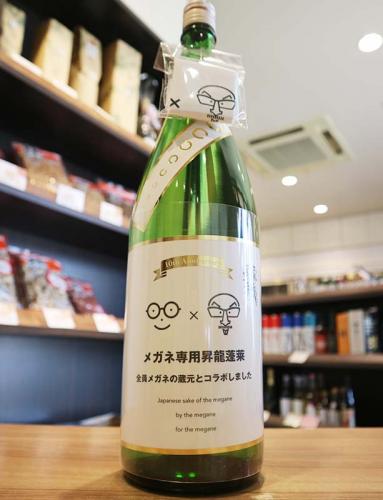 ×
10th Anniversary
×
メガネ専用昇龍蓬莱
全員メガネの蔵元とコラボしました
Japanese sake of the megane
by the megane
for the megane